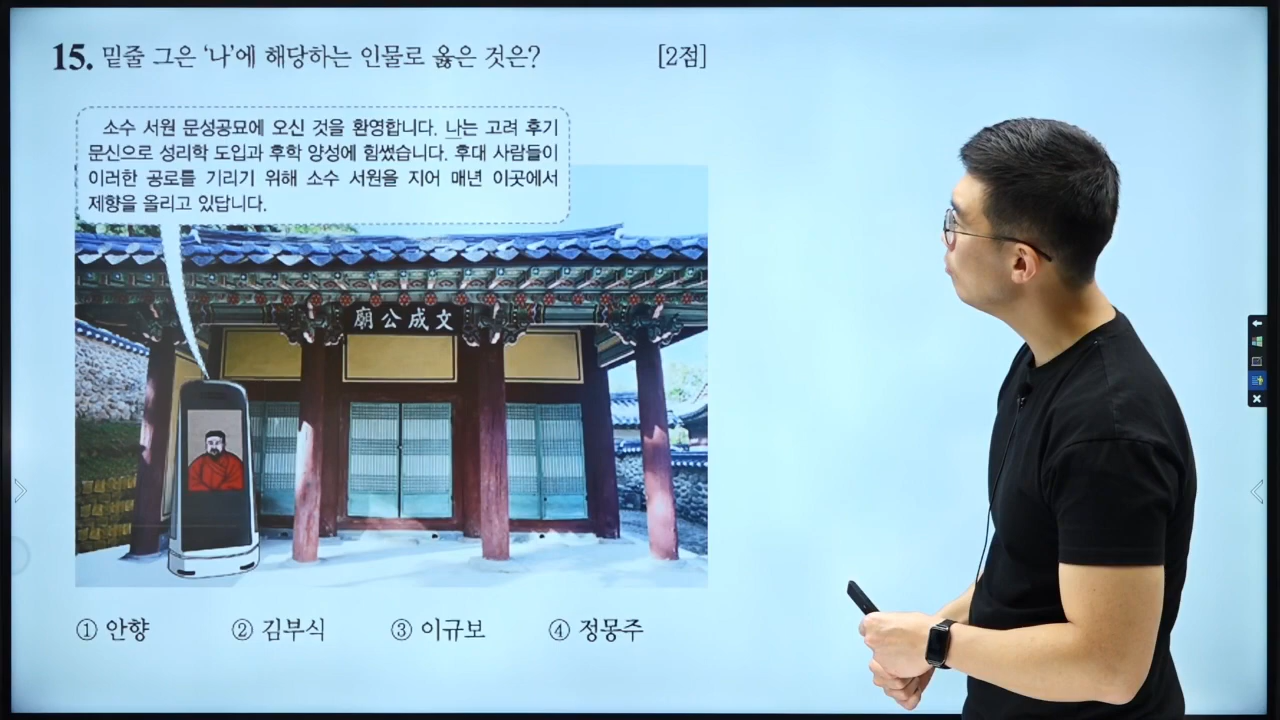 15. 밑줄 그은 ‘나’에 해당하는 인물로 옳은 것은? [2점]
소수 서원 문성공묘에 오신 것을 환영합니다. 나는 고려 후기
문신으로 성리학 도입과 후학 양성에 힘썼습니다. 후대 사람들이
이러한 공로를 기리기 위해 소수 서원을 지어 매년 이곳에서
제향을 올리고 있답니다.
廟公成文
① 안향 ② 김부식 ③ 이규보 ④ 정몽주